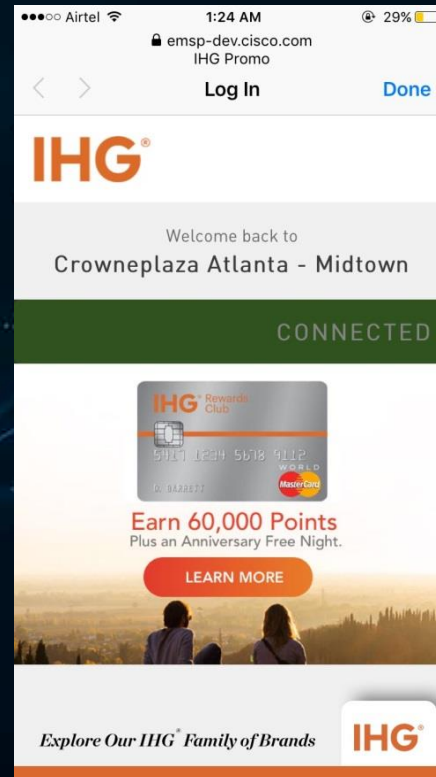 Airtel 1:24 AM 29%
emsp-dev.cisco.com
IHG Promo
Log In Done
IHG®
Welcome back to
Crowneplaza Atlanta - Midtown
CONNECTED
IHG® Rewards Club
5417 1234 5678 9112
WORLD
D. BARRETT MasterCard
Earn 60,000 Points
Plus an Anniversary Free Night.
LEARN MORE
Explore Our IHG® Family of Brands IHG®